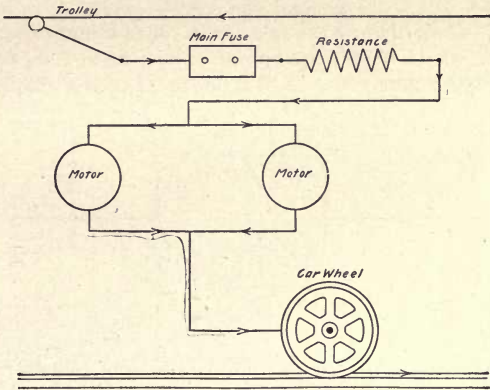 Trolley
Main Fuse
Resistance
Motor
Motor
Car Wheel